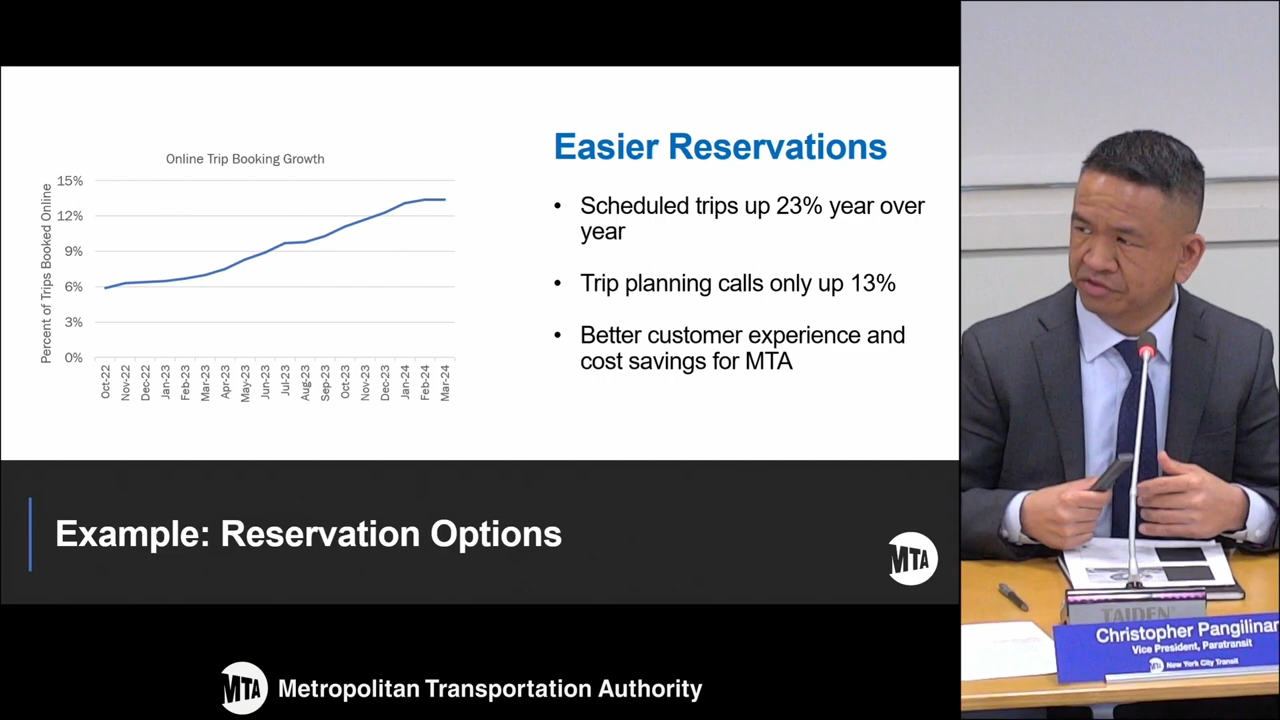 Online Trip Booking Growth
Percent of Trips Booked Online
15%
12%
9%
6%
3%
0%
Oct-22
Nov-22
Dec-22
Jan-23
Feb-23
Mar-23
Apr-23
May-23
Jun-23
Jul-23
Aug-23
Sep-23
Oct-23
Nov-23
Dec-23
Jan-24
Feb-24
Mar-24
Easier Reservations
• Scheduled trips up 23% year over
year
• Trip planning calls only up 13%
• Better customer experience and
cost savings for MTA
Example: Reservation Options
MTA
MTA
Metropolitan Transportation Authority
TAIDEN
Christopher Pangilinan
Vice President, Paratransit
MTA New York City Transit